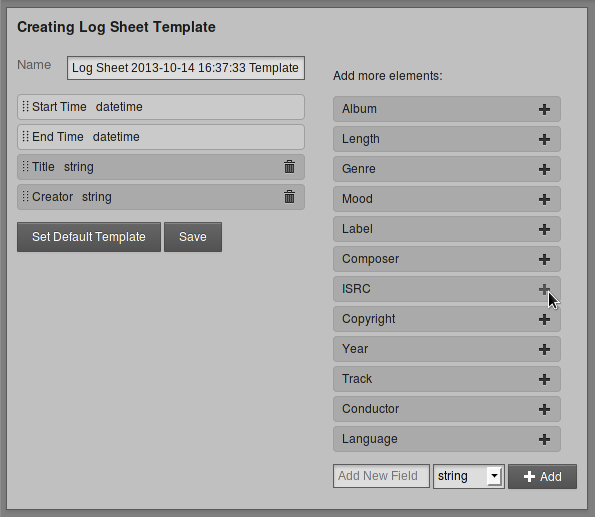 Creating Log Sheet Template
Name Log Sheet 2013-10-14 16:37:33 Template
Start Time datetime
End Time datetime
Title string
Creator string
Set Default Template Save
Add more elements:
Album
Length
Genre
Mood
Label
Composer
ISRC
Copyright
Year
Track
Conductor
Language
Add New Field string Add